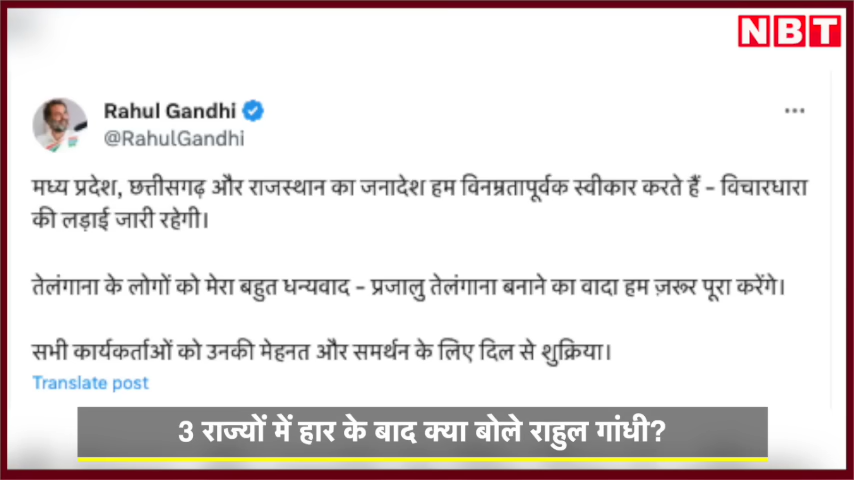 NBT
Rahul Gandhi
@RahulGandhi
मध्य प्रदेश, छत्तीसगढ़ और राजस्थान का जनादेश हम विनम्रतापूर्वक स्वीकार करते हैं - विचारधारा
की लड़ाई जारी रहेगी।
तेलंगाना के लोगों को मेरा बहुत धन्यवाद - प्रजालु तेलंगाना बनाने का वादा हम ज़रूर पूरा करेंगे।
सभी कार्यकर्ताओं को उनकी मेहनत और समर्थन के लिए दिल से शुक्रिया।
Translate post
3 राज्यों में हार के बाद क्या बोले राहुल गांधी?